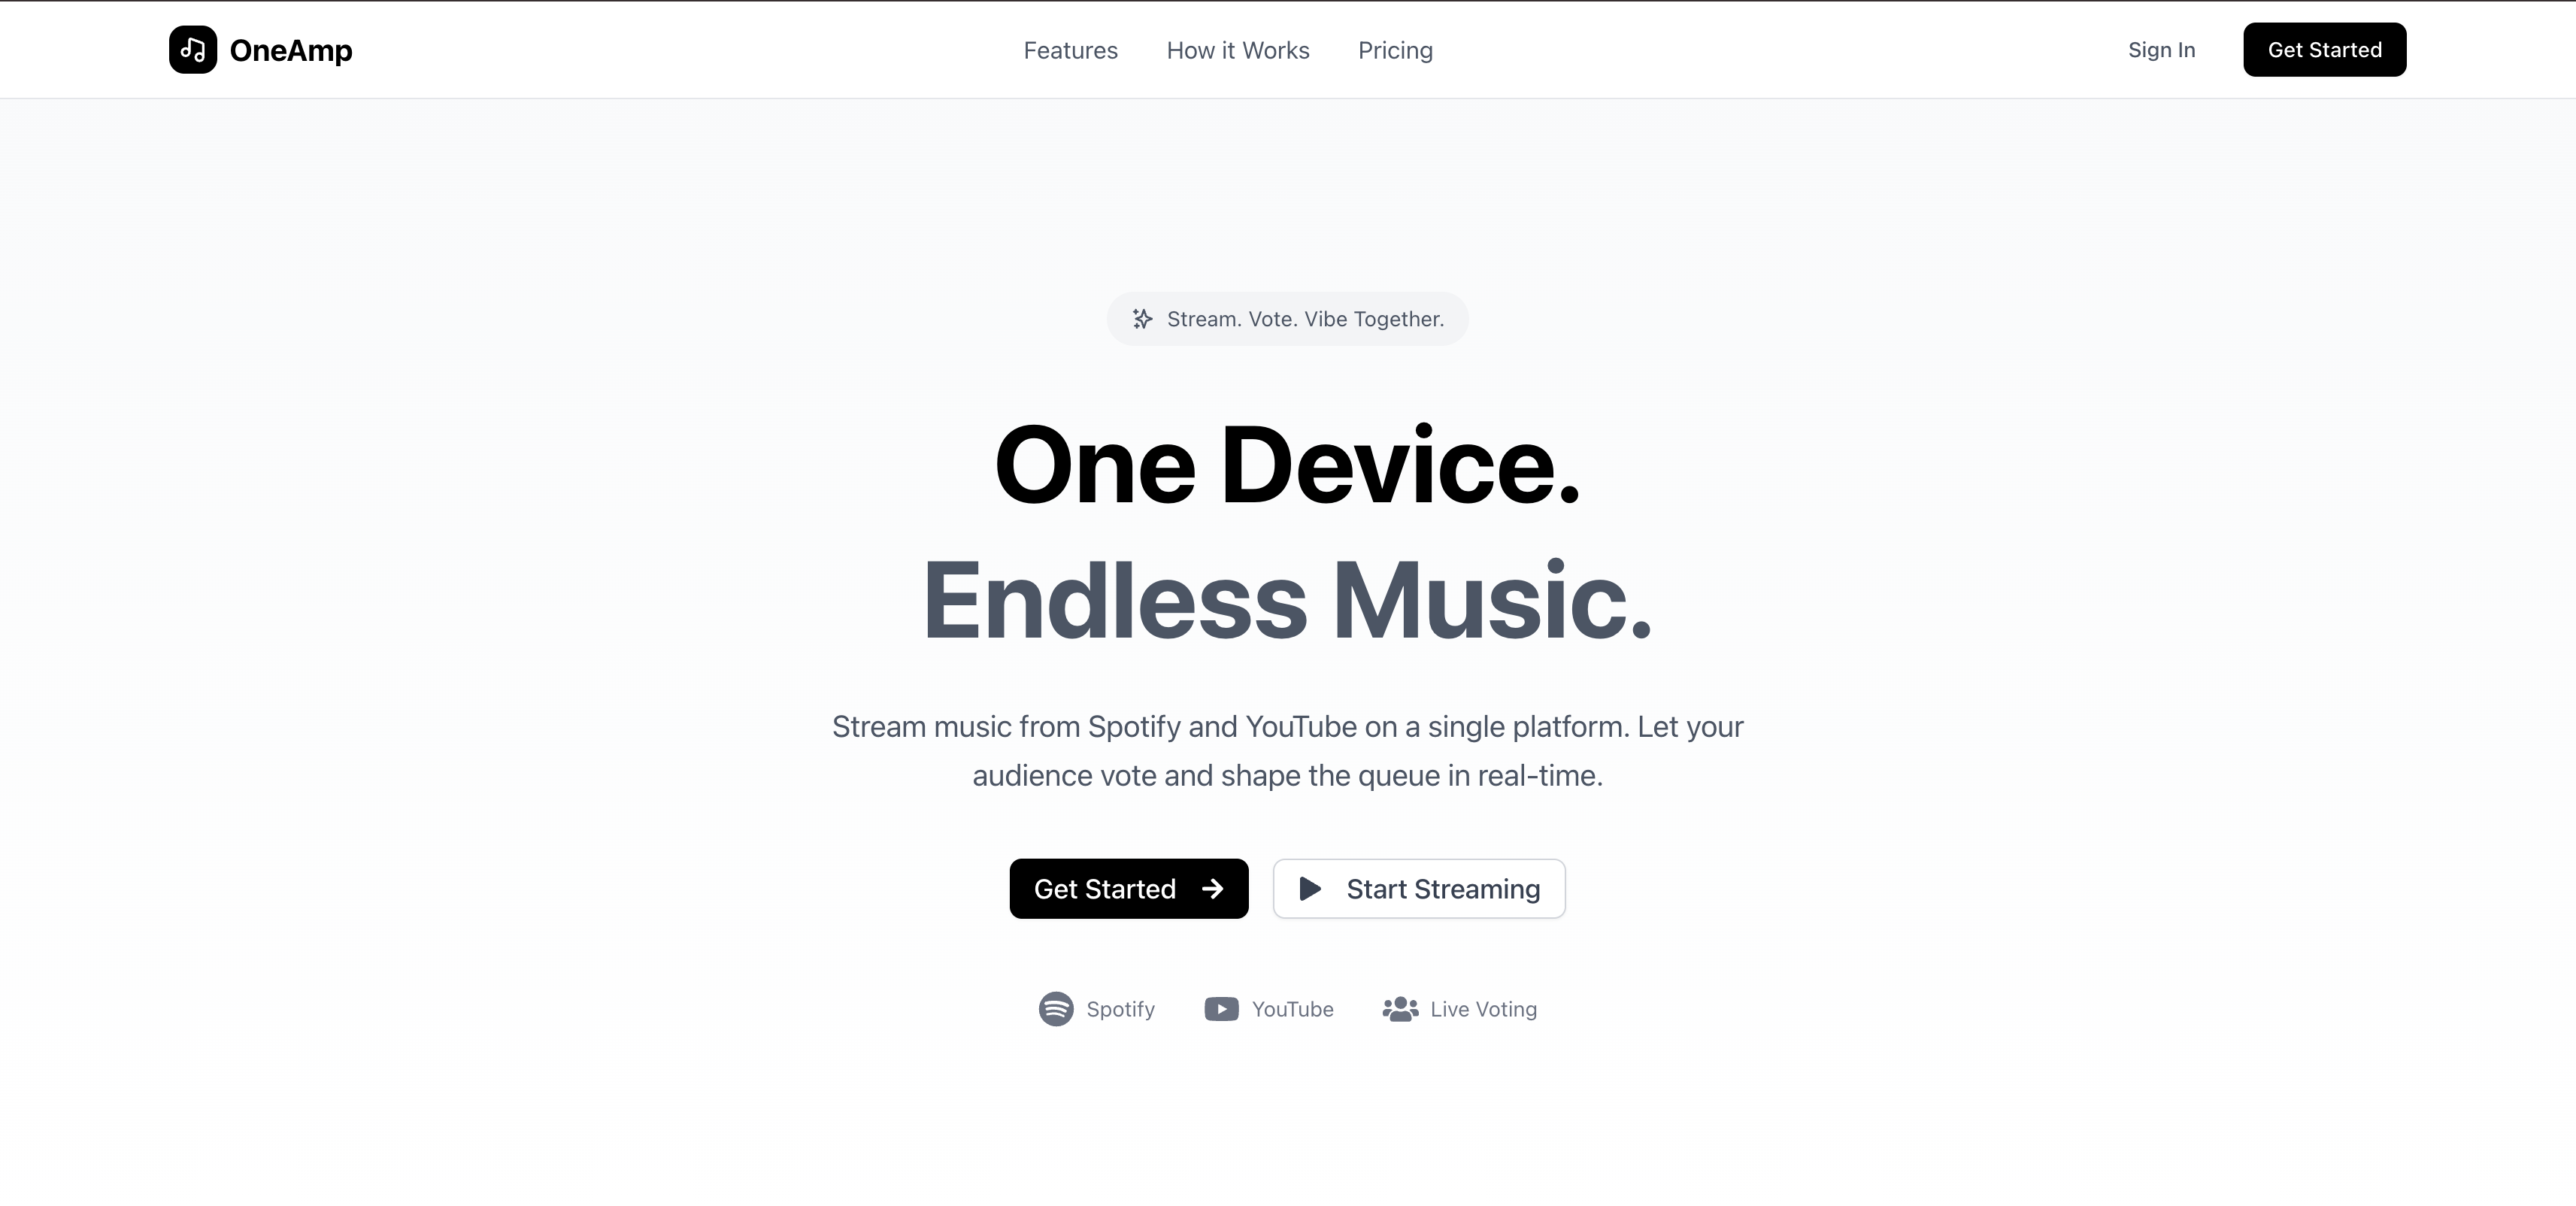 OneAmp
Features
How it Works
Pricing
Sign In
Get Started
Stream. Vote. Vibe Together.
One Device.
Endless Music.
Stream music from Spotify and YouTube on a single platform. Let your
audience vote and shape the queue in real-time.
Get Started
Start Streaming
Spotify
YouTube
Live Voting